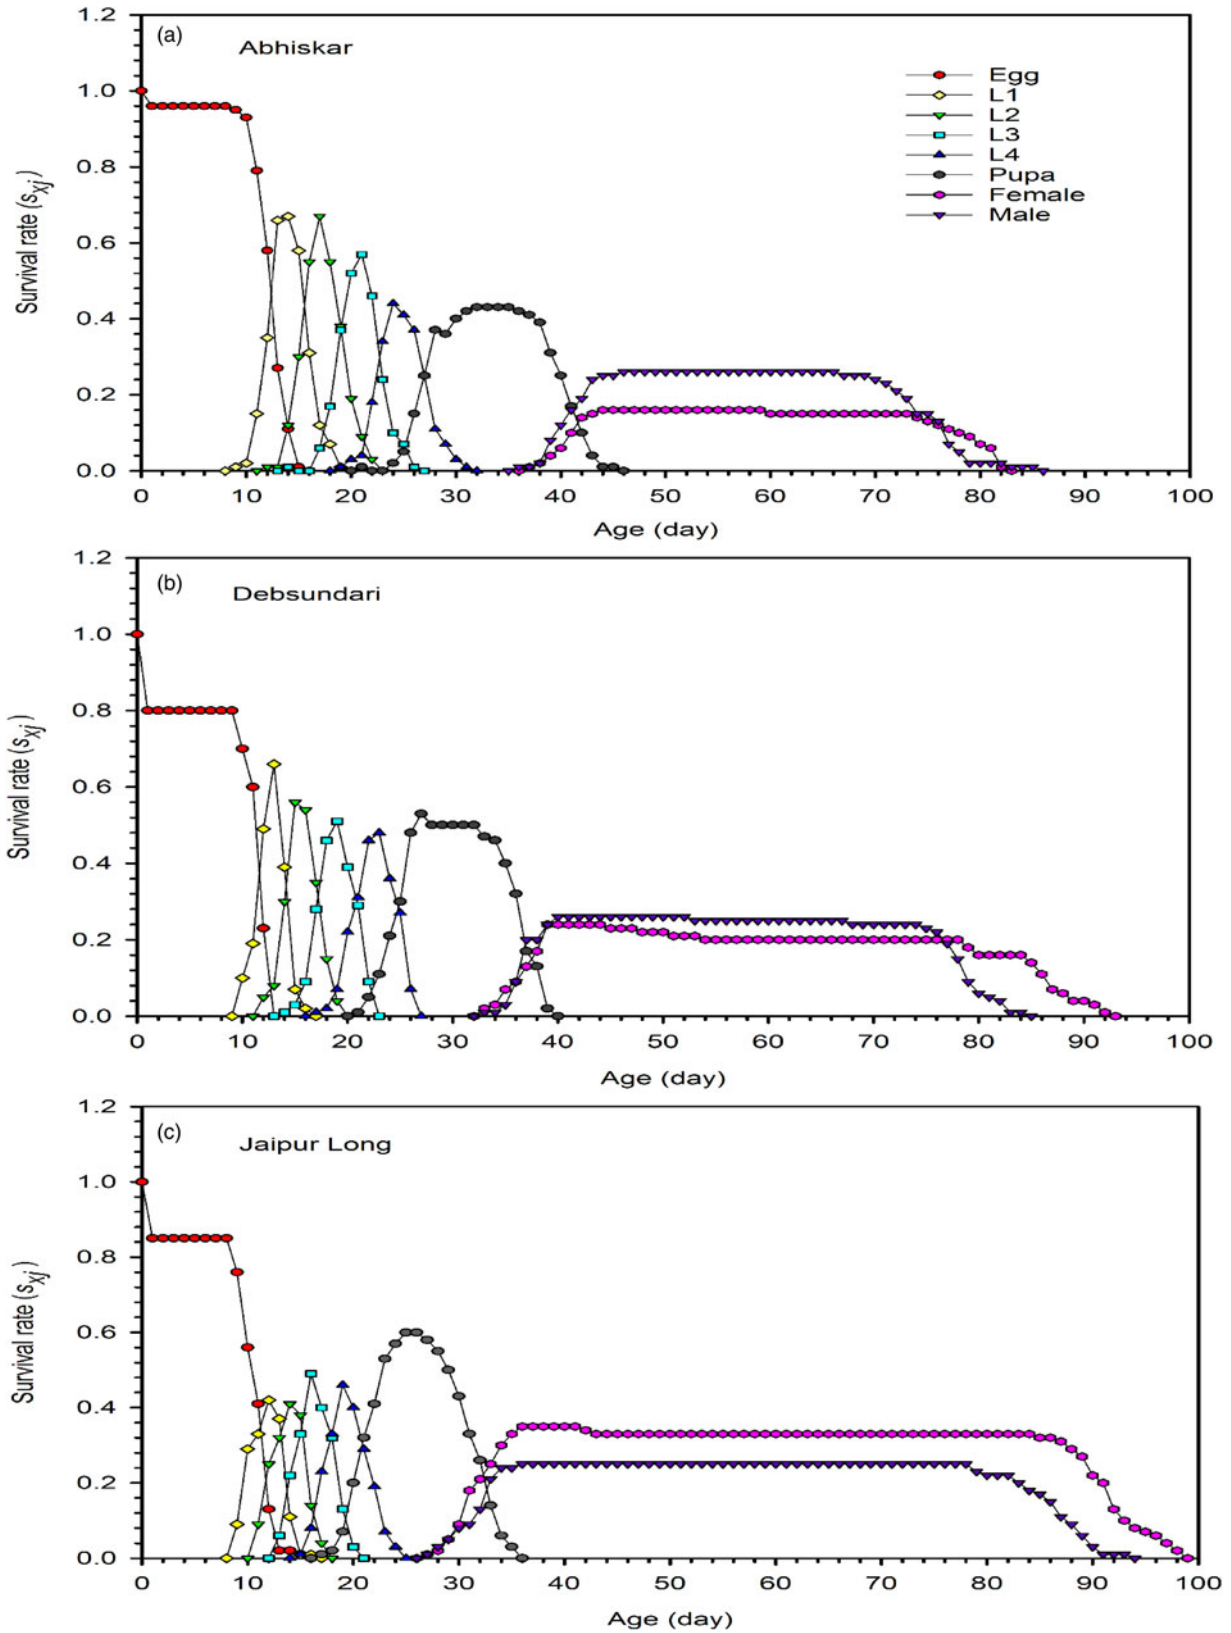 (a)
Abhiskar
Egg
L1
L2
L3
L4
Pupa
Female
Male
Survival rate (sxj)
1.2
1.0
0.8
0.6
0.4
0.2
0.0
0 10 20 30 40 50 60 70 80 90 100
Age (day)
(b)
Debsundari
Survival rate (sxj)
1.2
1.0
0.8
0.6
0.4
0.2
0.0
0 10 20 30 40 50 60 70 80 90 100
Age (day)
(c)
Jaipur Long
Survival rate (sxj)
1.2
1.0
0.8
0.6
0.4
0.2
0.0
0 10 20 30 40 50 60 70 80 90 100
Age (day)